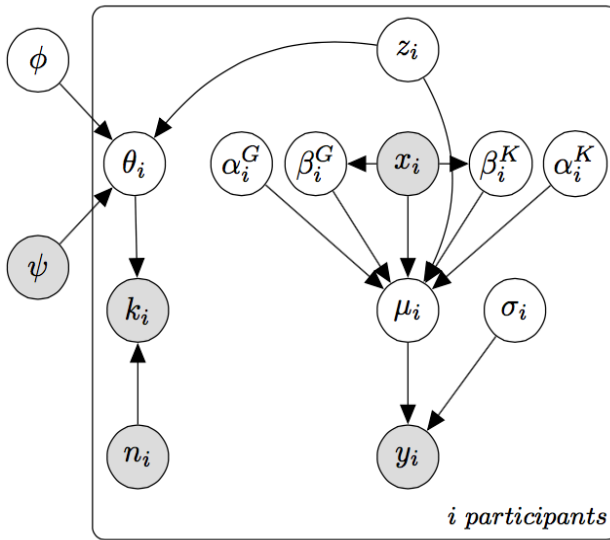 ϕ
z_i
θ_i
α_i^G
β_i^G
x_i
β_i^K
α_i^K
ψ
k_i
μ_i
σ_i
n_i
y_i
i participants